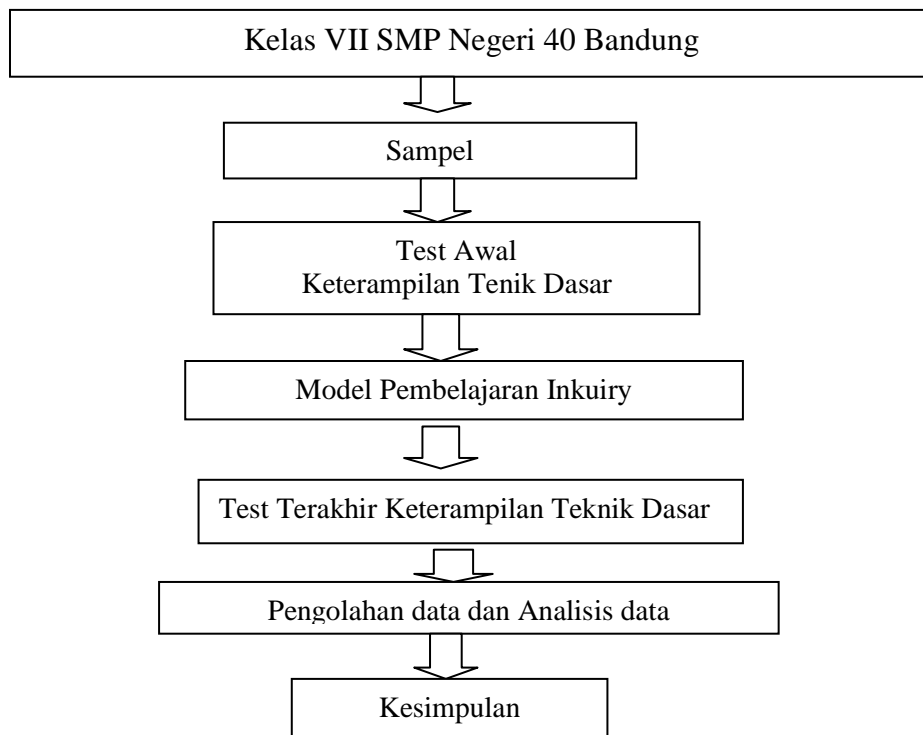 Kelas VII SMP Negeri 40 Bandung
Sampel
Test Awal
Keterampilan Tenik Dasar
Model Pembelajaran Inkuiry
Test Terakhir Keterampilan Teknik Dasar
Pengolahan data dan Analisis data
Kesimpulan